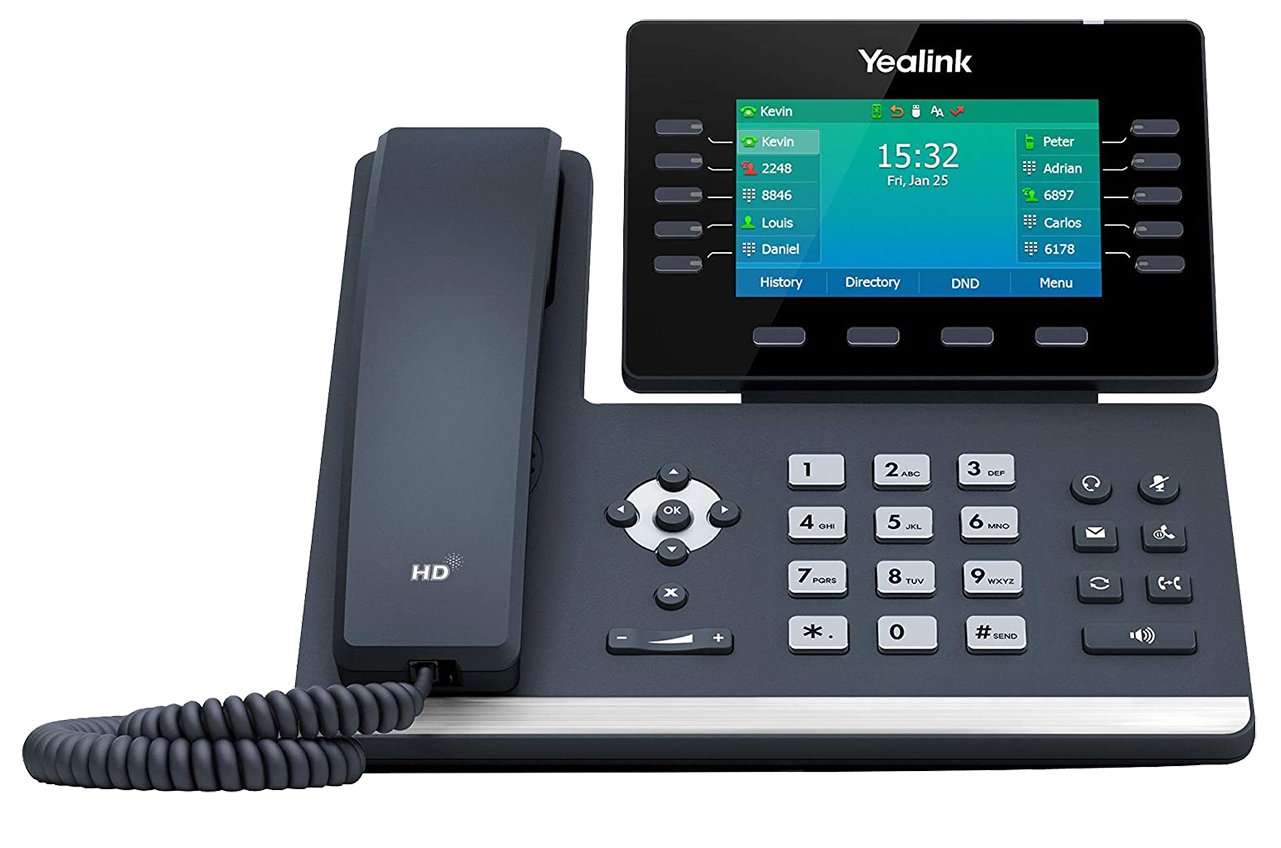 Yealink
Kevin AA
Kevin
2248
8846
Louis
Daniel
15:32
Fri, Jan 25
Peter
Adrian
6897
Carlos
6178
History Directory DND Menu
HD
OK
X
− +
1 2 ABC 3 DEF
4 GHI 5 JKL 6 MNO
7 PQRS 8 TUV 9 WXYZ
*. 0 # SEND